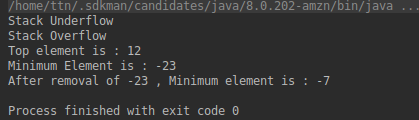 /home/ttn/.sdkman/candidates/java/8.0.202-amzn/bin/java ...
Stack Underflow
Stack Overflow
Top element is : 12
Minimum Element is : -23
After removal of -23 , Minimum element is : -7
Process finished with exit code 0